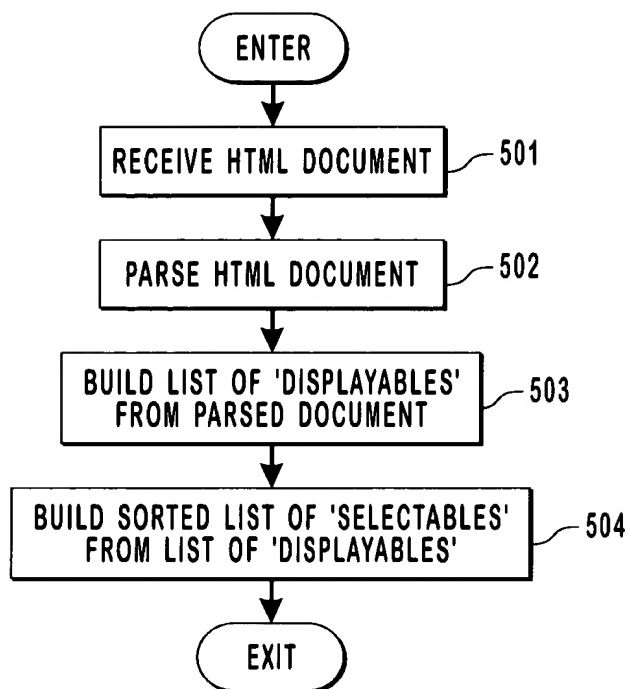 ENTER
RECEIVE HTML DOCUMENT
501
PARSE HTML DOCUMENT
502
BUILD LIST OF 'DISPLAYABLES'
FROM PARSED DOCUMENT
503
BUILD SORTED LIST OF 'SELECTABLES'
FROM LIST OF 'DISPLAYABLES'
504
EXIT